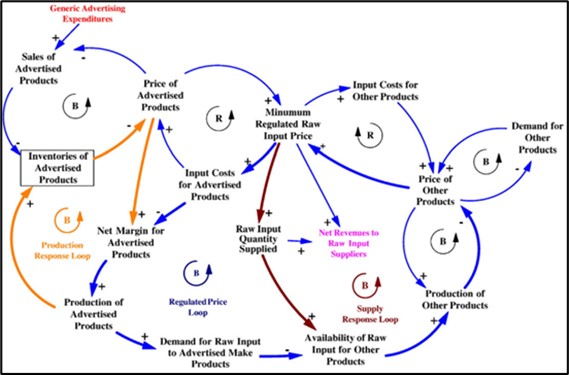 Generic Advertising
Expenditures
+
Sales of
Advertised
Products
-
B
Price of
Advertised
Products
R
+
Minumum
Regulated Raw
Input Price
+
Input Costs for
Other Products
+
R
Demand for
Other
Products
+
+
B
-
Price of
Other
Products
-
Inventories of
Advertised
Products
-
+
Input Costs
for Advertised
Products
+
+
B
Production
Response Loop
+
-
Net Margin for
Advertised
Products
+
Raw Input
Quantity
Supplied
+
+
Net Revenues to
Raw Input
Suppliers
B
-
+
B
Regulated Price
Loop
B
Supply
Response Loop
+
Production of
Advertised
Products
+
Production of Other
Products
+
Demand for Raw Input
to Advertised Make
Products
-
+
Availability of Raw
Input for Other
Products
+